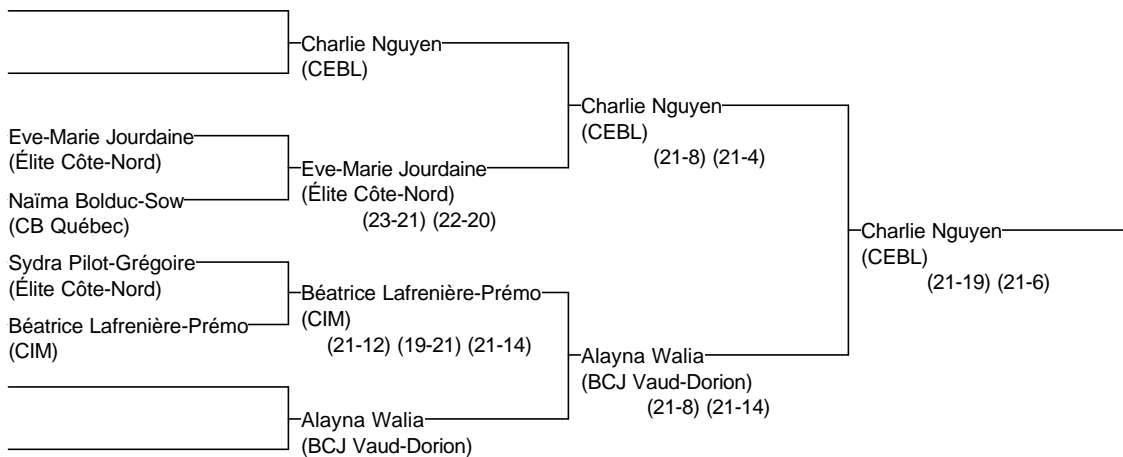 Charlie Nguyen
(CEBL)
Charlie Nguyen
(CEBL)
(21-8) (21-4)
Eve-Marie Jourdaine
(Élite Côte-Nord)
Eve-Marie Jourdaine
(Élite Côte-Nord)
(23-21) (22-20)
Naïma Bolduc-Sow
(CB Québec)
Charlie Nguyen
(CEBL)
(21-19) (21-6)
Sydra Pilot-Grégoire
(Élite Côte-Nord)
Béatrice Lafrenière-Prémo
(CIM)
(21-12) (19-21) (21-14)
Béatrice Lafrenière-Prémo
(CIM)
Alayna Walia
(BCJ Vaud-Dorion)
(21-8) (21-14)
Alayna Walia
(BCJ Vaud-Dorion)